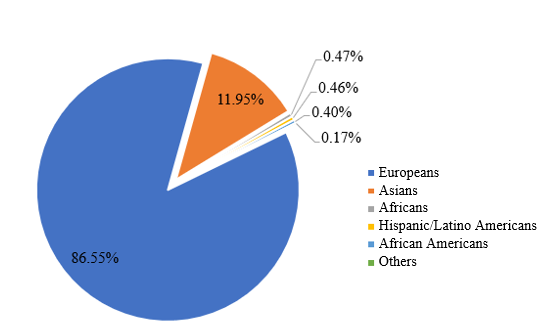 0.47%
0.46%
11.95%
0.40%
0.17%
Europeans
Asians
Africans
Hispanic/Latino Americans
African Americans
Others
86.55%